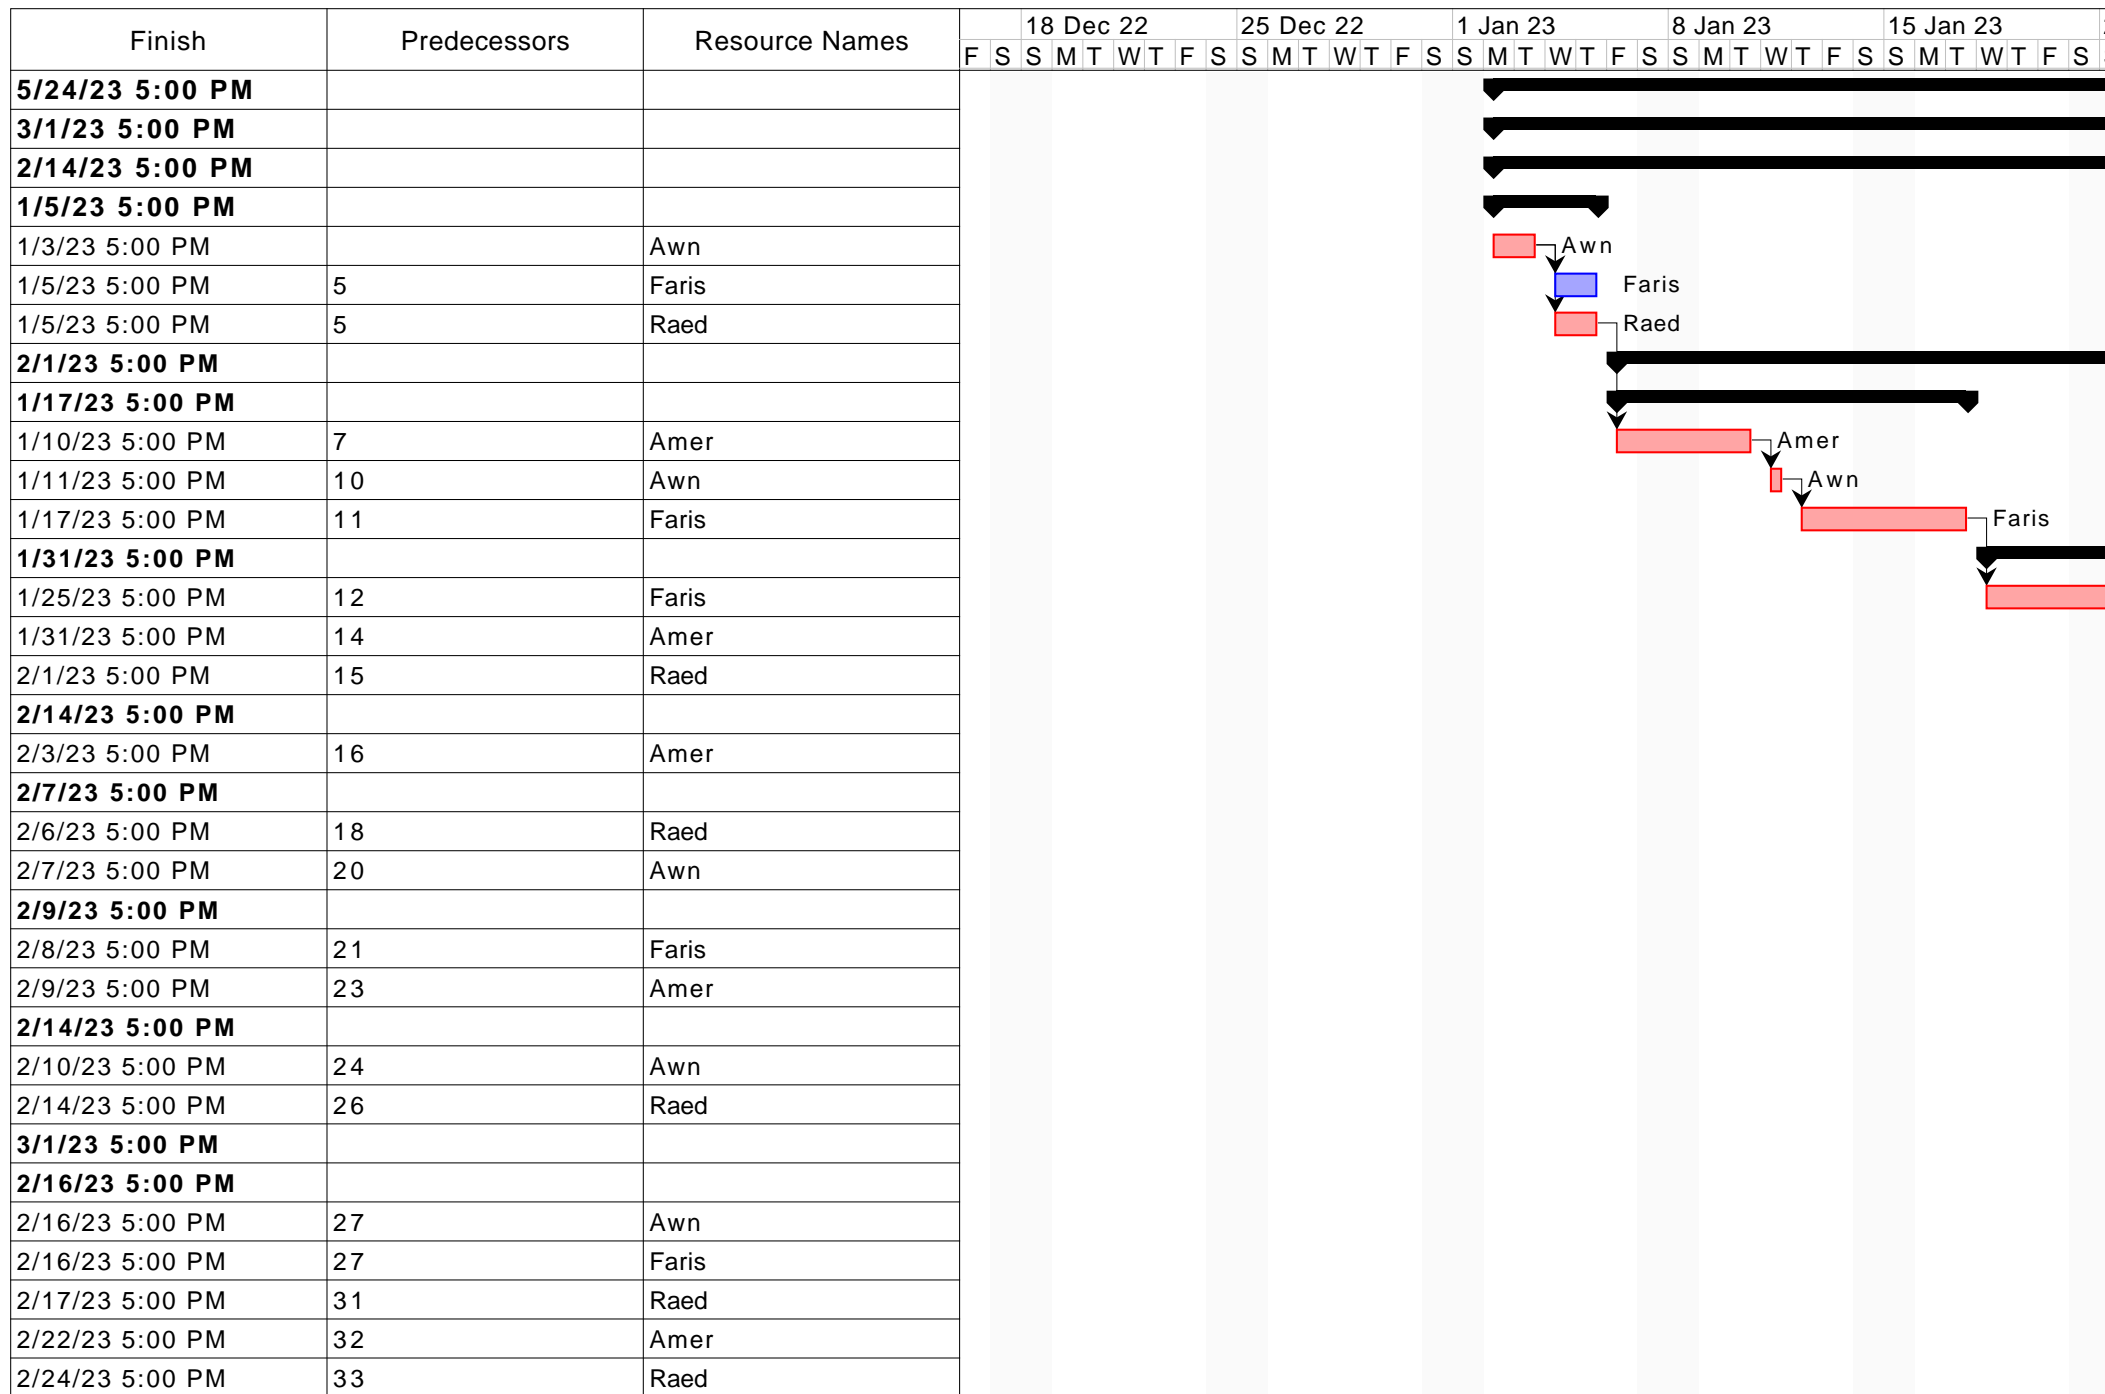 Finish Predecessors Resource Names 18 Dec 22 25 Dec 22 1 Jan 23 8 Jan 23 15 Jan 23
F S S M T W T F S S M T W T F S S M T W T F S S M T W T F S S M T W T F S
5/24/23 5:00 PM
3/1/23 5:00 PM
2/14/23 5:00 PM
1/5/23 5:00 PM
1/3/23 5:00 PM Awn Awn
1/5/23 5:00 PM 5 Faris Faris
1/5/23 5:00 PM 5 Raed Raed
2/1/23 5:00 PM
1/17/23 5:00 PM
1/10/23 5:00 PM 7 Amer Amer
1/11/23 5:00 PM 10 Awn Awn
1/17/23 5:00 PM 11 Faris Faris
1/31/23 5:00 PM
1/25/23 5:00 PM 12 Faris
1/31/23 5:00 PM 14 Amer
2/1/23 5:00 PM 15 Raed
2/14/23 5:00 PM
2/3/23 5:00 PM 16 Amer
2/7/23 5:00 PM
2/6/23 5:00 PM 18 Raed
2/7/23 5:00 PM 20 Awn
2/9/23 5:00 PM
2/8/23 5:00 PM 21 Faris
2/9/23 5:00 PM 23 Amer
2/14/23 5:00 PM
2/10/23 5:00 PM 24 Awn
2/14/23 5:00 PM 26 Raed
3/1/23 5:00 PM
2/16/23 5:00 PM
2/16/23 5:00 PM 27 Awn
2/16/23 5:00 PM 27 Faris
2/17/23 5:00 PM 31 Raed
2/22/23 5:00 PM 32 Amer
2/24/23 5:00 PM 33 Raed